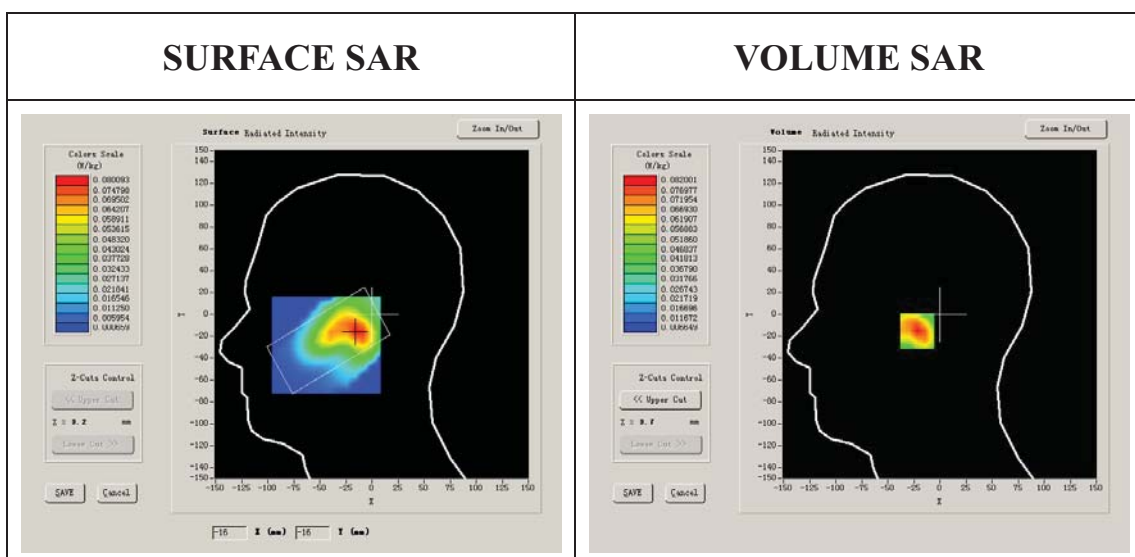 SURFACE SAR
VOLUME SAR
Surface Radiated Intensity
Zoom In/Out
Colors Scale
(W/kg)
0.080093
0.074798
0.069502
0.064207
0.058911
0.053615
0.048320
0.043024
0.037728
0.032433
0.027137
0.021841
0.016546
0.011250
0.005954
0.000659
150
140
120
100
80
60
40
20
0
-20
-40
-60
-80
-100
-120
-140
-150
Y
-150 -125 -100 -75 -50 -25 0 25 50 75 100 125 150
X
Z-Cuts Control
<< Upper Cut
mm
Lower Cut >>
SAVE Cancel
-16 X (mm) -16 Y (mm)
Volume Radiated Intensity
Zoom In/Out
Colors Scale
(W/kg)
0.082001
0.076977
0.071954
0.066930
0.061907
0.056883
0.051860
0.046837
0.041813
0.036790
0.031766
0.026743
0.021719
0.016696
0.011672
0.006649
150
140
120
100
80
60
40
20
0
-20
-40
-60
-80
-100
-120
-140
-150
Y
-150 -125 -100 -75 -50 -25 0 25 50 75 100 125 150
X
Z-Cuts Control
<< Upper Cut
mm
Lower Cut >>
SAVE Cancel